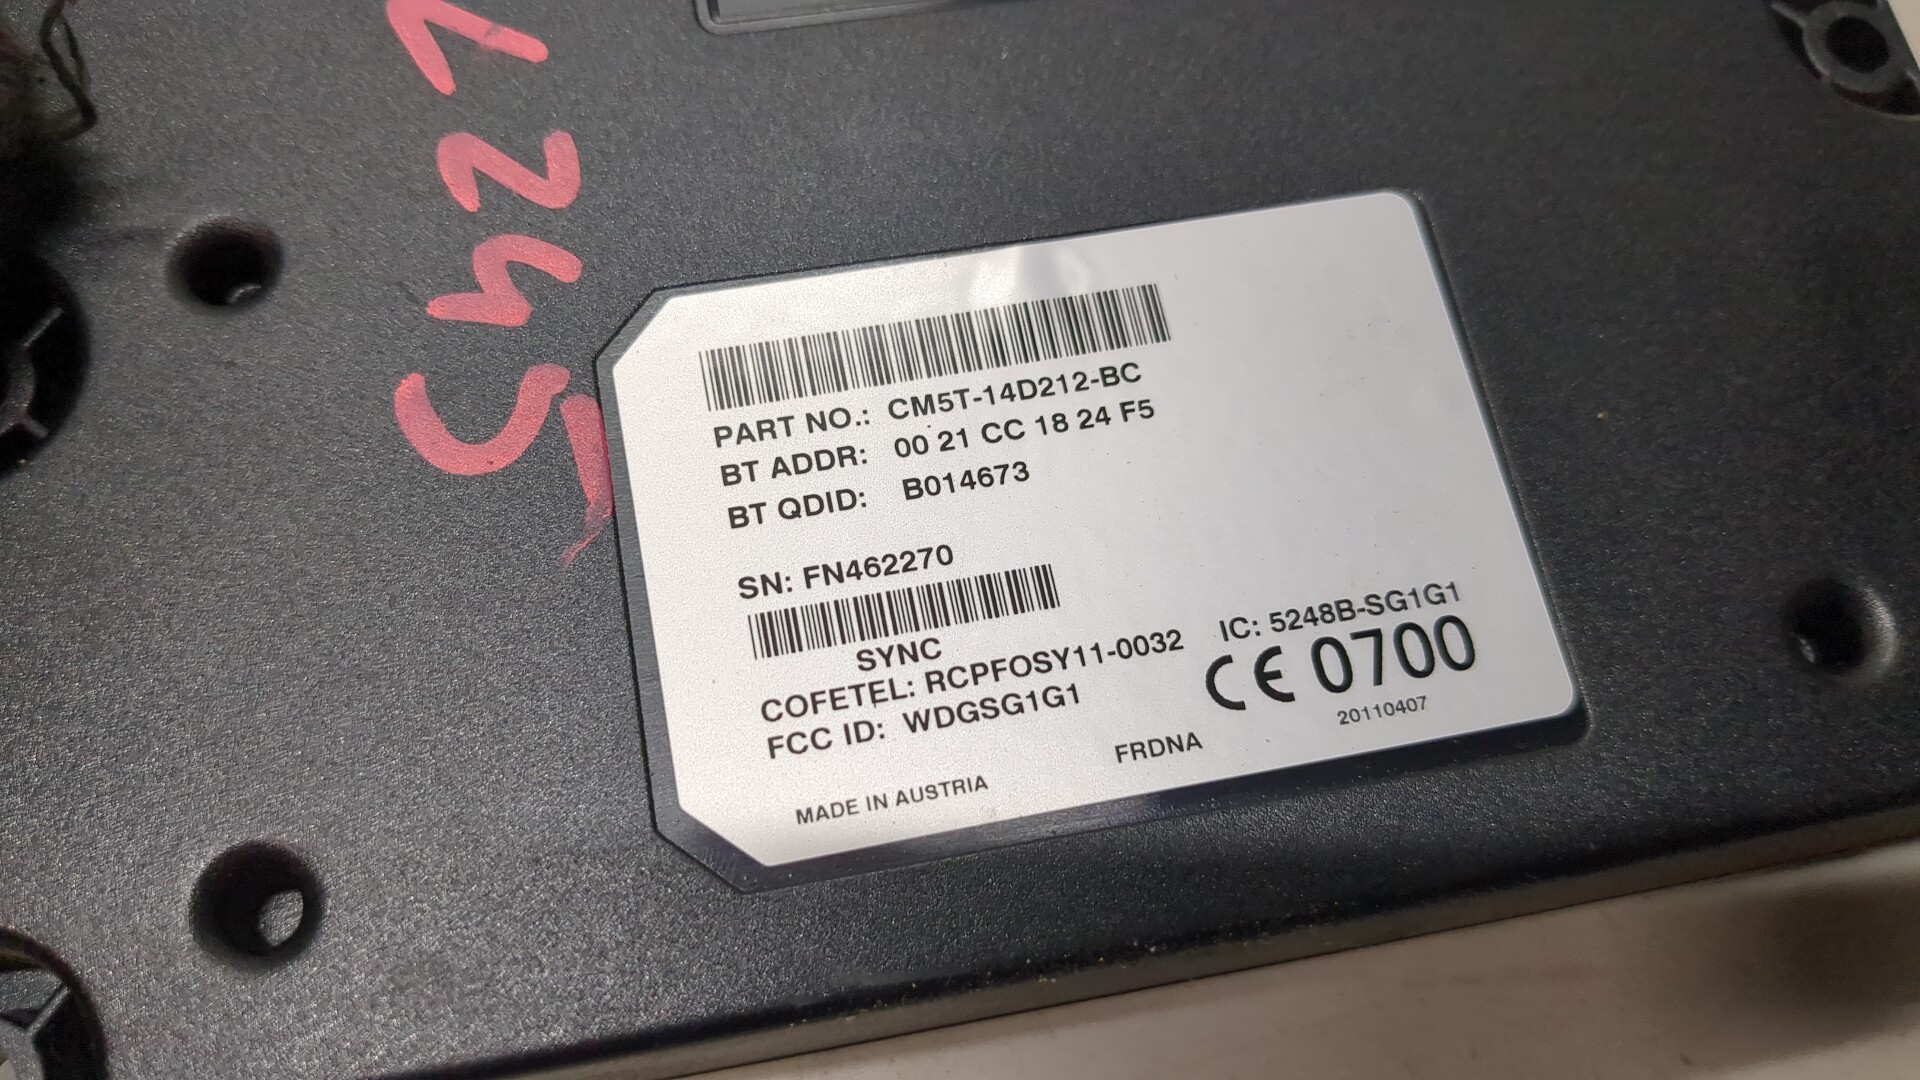 PART NO.: CM5T-14D212-BC
BT ADDR: 00 21 CC 18 24 F5
BT QDID: B014673
SN: FN462270
SYNC
COFETEL: RCPFOSY11-0032
IC: 5248B-SG1G1
FCC ID: WDGSG1G1
CE 0700
20110407
FRDNA
MADE IN AUSTRIA